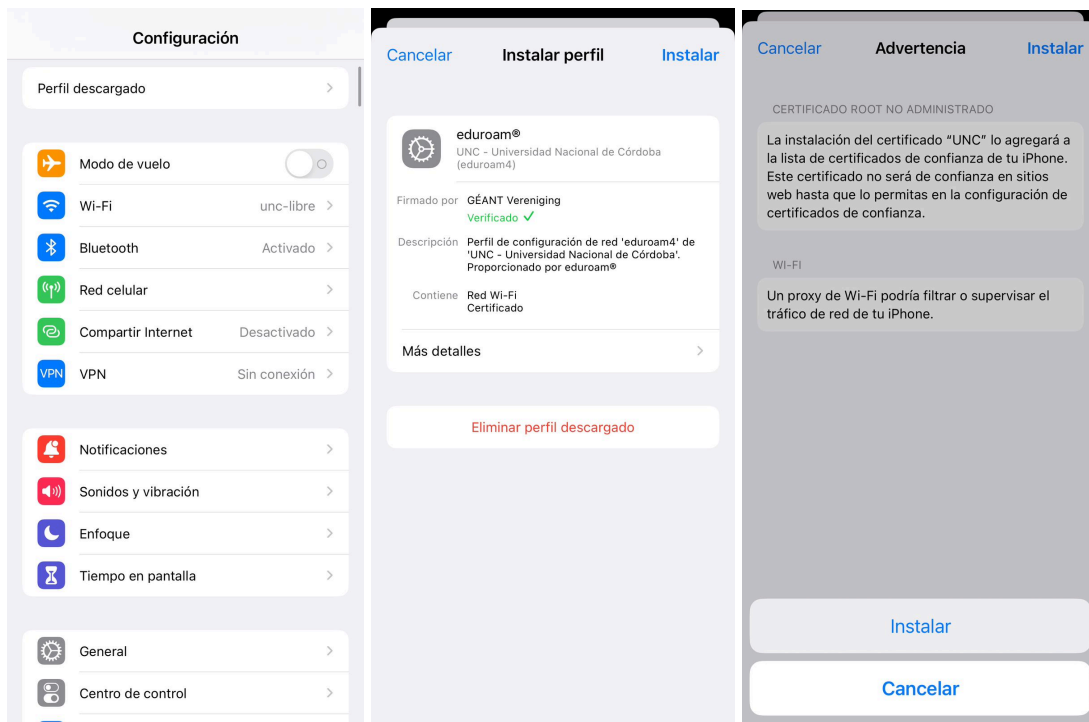 Configuración
Perfil descargado
Modo de vuelo
Wi-Fi unc-libre
Bluetooth Activado
Red celular
Compartir Internet Desactivado
VPN VPN Sin conexión
Notificaciones
Sonidos y vibración
Enfoque
Tiempo en pantalla
General
Centro de control
Cancelar Instalar perfil Instalar
eduroam®
UNC - Universidad Nacional de Córdoba
(eduroam4)
Firmado por GÉANT Vereniging
Verificado ✓
Descripción Perfil de configuración de red 'eduroam4' de
'UNC - Universidad Nacional de Córdoba'.
Proporcionado por eduroam®
Contiene Red Wi-Fi
Certificado
Más detalles
Eliminar perfil descargado
Cancelar Advertencia Instalar
CERTIFICADO ROOT NO ADMINISTRADO
La instalación del certificado “UNC” lo agregará a
la lista de certificados de confianza de tu iPhone.
Este certificado no será de confianza en sitios
web hasta que lo permitas en la configuración de
certificados de confianza.
WI-FI
Un proxy de Wi-Fi podría filtrar o supervisar el
tráfico de red de tu iPhone.
Instalar
Cancelar